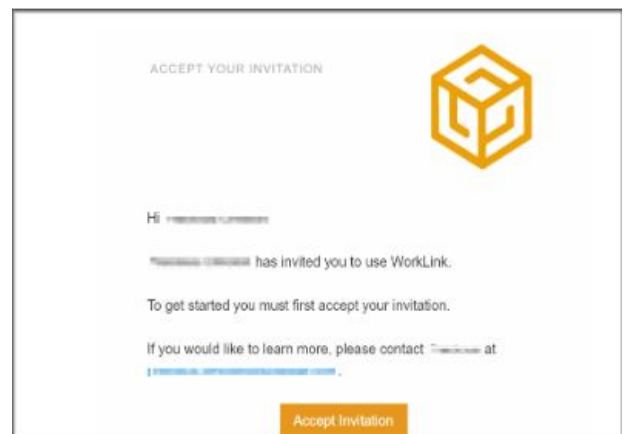 ACCEPT YOUR INVITATION
Hi
has invited you to use WorkLink.
To get started you must first accept your invitation.
If you would like to learn more, please contact at
.
Accept Invitation